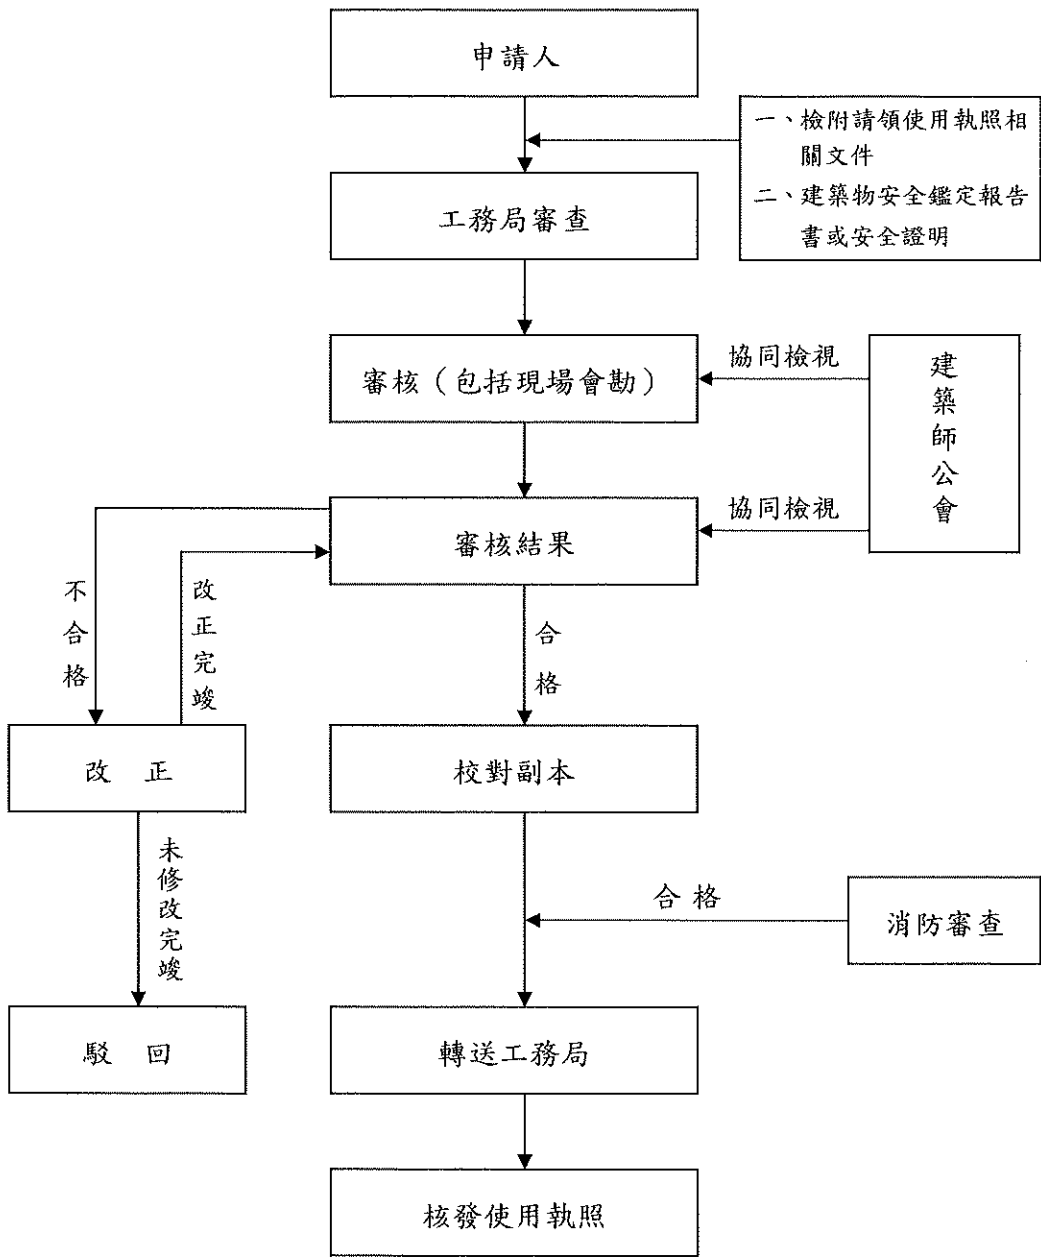 申請人
一、檢附請領使用執照相
關文件
二、建築物安全鑑定報告
書或安全證明
工務局審查
審核（包括現場會勘）
協同檢視
建築師公會
協同檢視
審核結果
不合格
改正完竣
合格
改 正
校對副本
未修改完竣
合 格
消防審查
駁 回
轉送工務局
核發使用執照